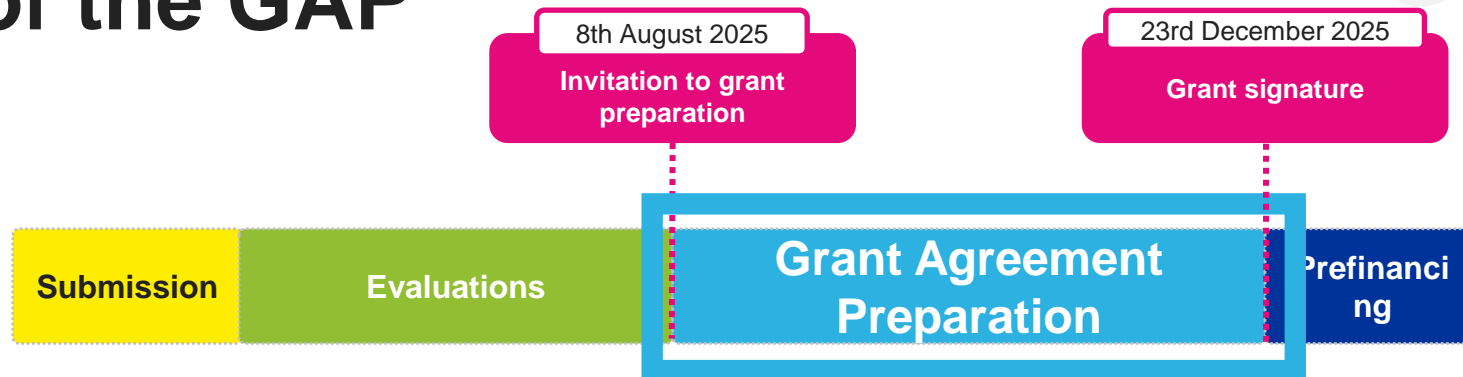 of the GAP
8th August 2025
Invitation to grant
preparation
23rd December 2025
Grant signature
Submission
Evaluations
Grant Agreement
Preparation
Prefinanci
ng